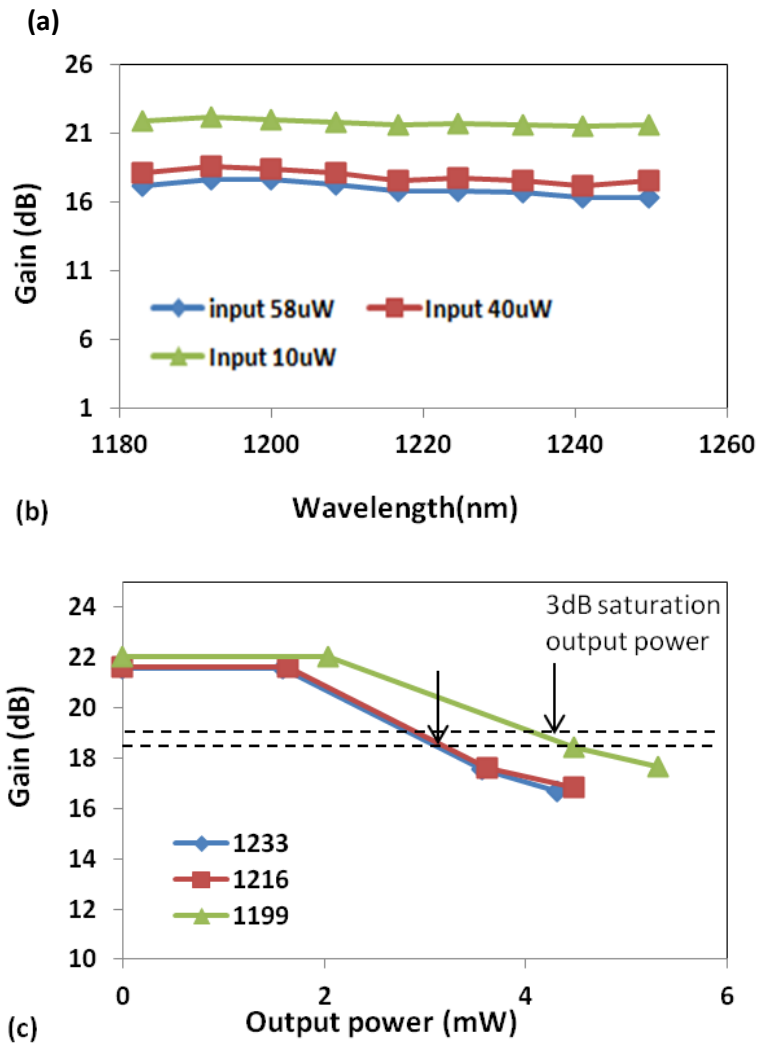 (a)
26
21
16
11
6
1
Gain (dB)
input 58uW
Input 40uW
Input 10uW
1180 1200 1220 1240 1260
Wavelength(nm)
(b)
24
22
20
18
16
14
12
10
Gain (dB)
3dB saturation
output power
1233
1216
1199
0 2 4 6
Output power (mW)
(c)